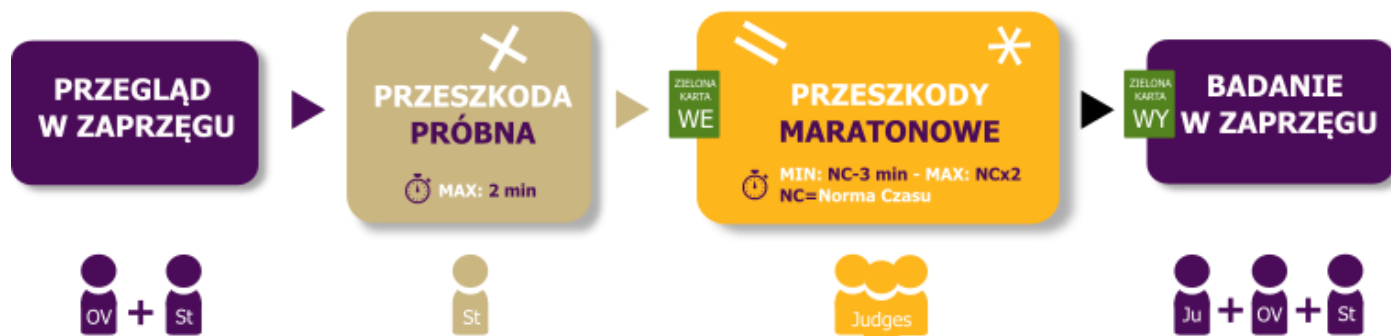 PRZEGLĄD
W ZAPRZĘGU
PRZESZKODA
PRÓBNA
MAX: 2 min
ZIELONA
KARTA
WE
PRZESZKODY
MARATONOWE
MIN: NC-3 min - MAX: NCx2
NC=Norma Czasu
ZIELONA
KARTA
WY
BADANIE
W ZAPRZĘGU
OV + St
St
Judges
Ju + OV + St